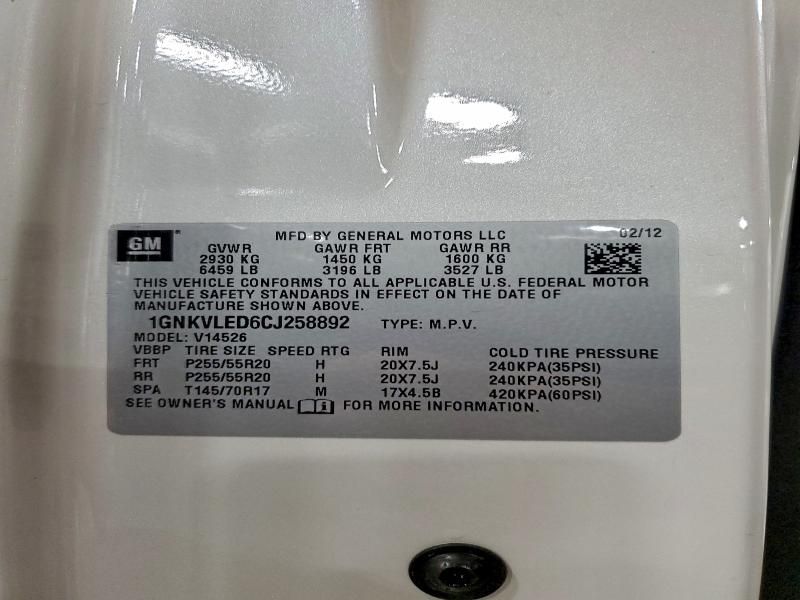 GM
MFD-BY GENERAL MOTORS LLC 02/12
GVWR GAWR FRT GAWR RR
2930 KG 1450 KG 1600 KG
6459 LB 3196 LB 3527 LB
THIS VEHICLE CONFORMS TO ALL APPLICABLE U.S. FEDERAL MOTOR
VEHICLE SAFETY STANDARDS IN EFFECT ON THE DATE OF
MANUFACTURE SHOWN ABOVE.
1GNKVLED6CJ258892 TYPE: M.P.V.
MODEL: V14526
VBBP TIRE SIZE SPEED RTG RIM COLD TIRE PRESSURE
FRT P255/55R20 H 20X7.5J 240KPA(35PSI)
RR P255/55R20 H 20X7.5J 240KPA(35PSI)
SPA T145/70R17 M 17X4.5B 420KPA(60PSI)
SEE OWNER'S MANUAL FOR MORE INFORMATION.